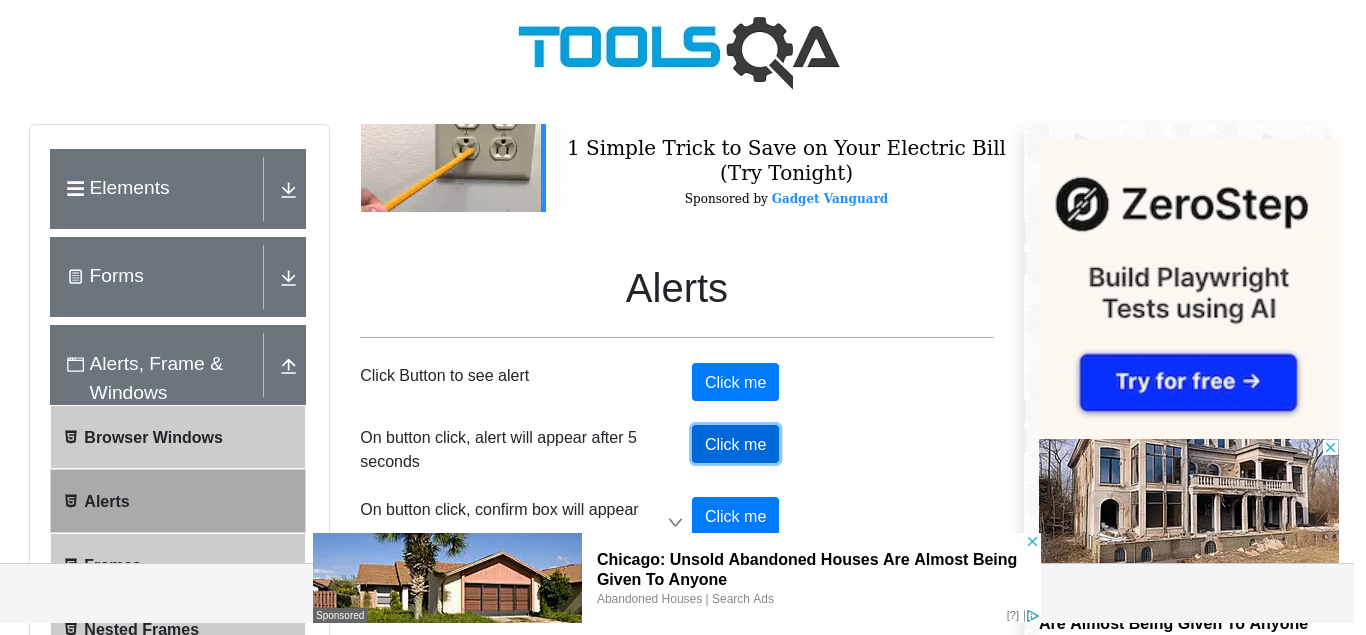 TOOLSQA
Elements
Forms
Alerts, Frame &
Windows
Browser Windows
Alerts
Frames
Nested Frames
1 Simple Trick to Save on Your Electric Bill
(Try Tonight)
Sponsored by Gadget Vanguard
Alerts
Click Button to see alert
Click me
On button click, alert will appear after 5
seconds
Click me
On button click, confirm box will appear
Click me
Sponsored
Chicago: Unsold Abandoned Houses Are Almost Being
Given To Anyone
Abandoned Houses | Search Ads
[?]
ZeroStep
Build Playwright
Tests using AI
Try for free →
Are Almost Being Given To Anyone